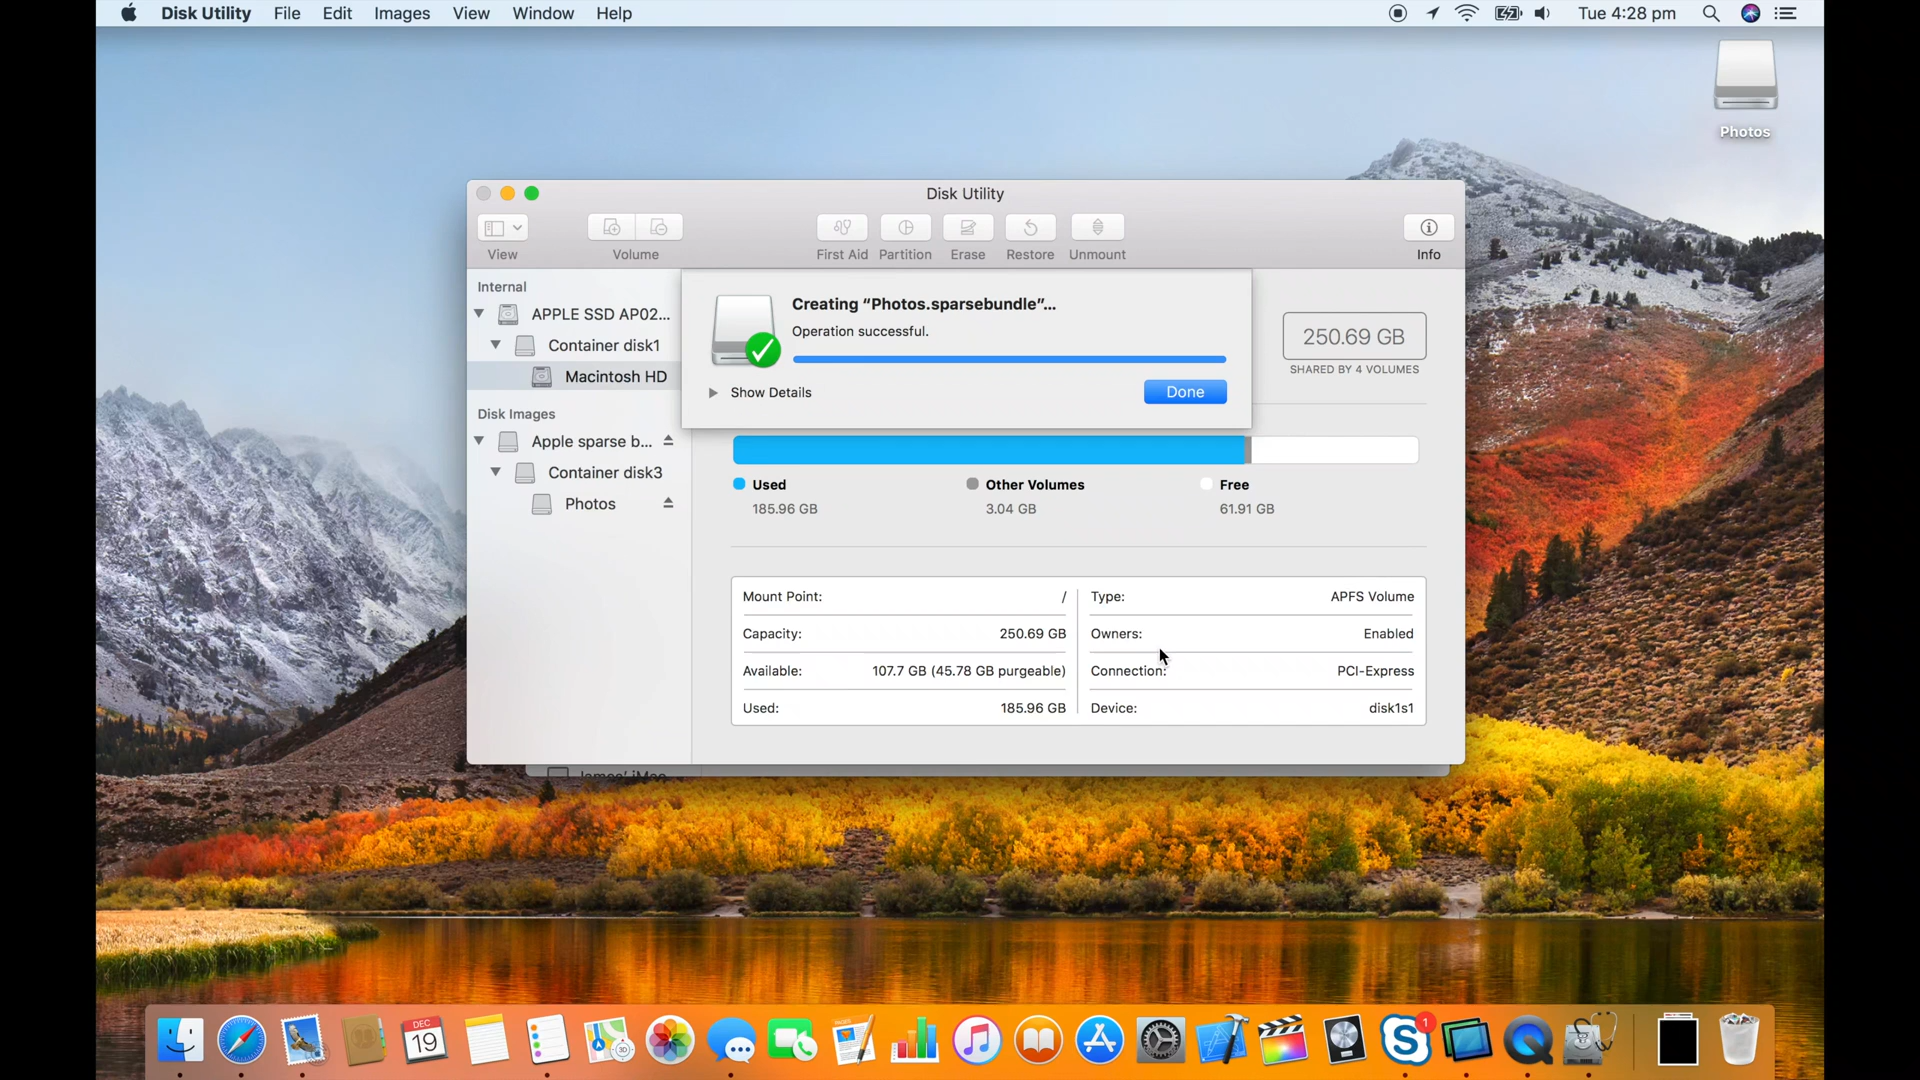 Disk Utility File Edit Images View Window Help Tue 4:28 pm
Photos
Disk Utility
View Volume First Aid Partition Erase Restore Unmount Info
Internal
APPLE SSD AP02...
Container disk1
Macintosh HD
Disk Images
Apple sparse b...
Container disk3
Photos
Creating “Photos.sparsebundle”...
Operation successful.
Show Details
Done
250.69 GB
SHARED BY 4 VOLUMES
Used
185.96 GB
Other Volumes
3.04 GB
Free
61.91 GB
Mount Point: /
Capacity: 250.69 GB
Available: 107.7 GB (45.78 GB purgeable)
Used: 185.96 GB
Type: APFS Volume
Owners: Enabled
Connection: PCI-Express
Device: disk1s1
James' iMac
DEC
19
3D
PAGES
1